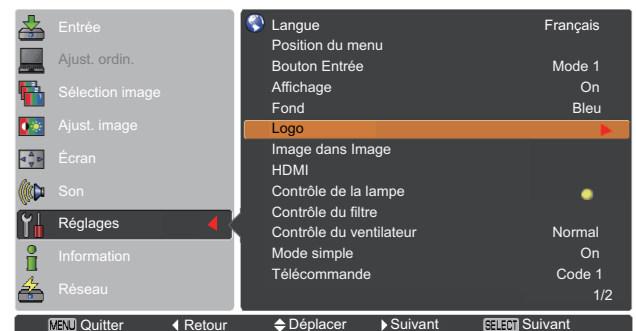 Entrée
Ajust. ordin.
Sélection image
Ajust. image
Écran
Son
Réglages
Information
Réseau
Langue Français
Position du menu
Bouton Entrée Mode 1
Affichage On
Fond Bleu
Logo
Image dans Image
HDMI
Contrôle de la lampe
Contrôle du filtre
Contrôle du ventilateur Normal
Mode simple On
Télécommande Code 1
1/2
MENU Quitter Retour Déplacer Suivant SELECT Suivant